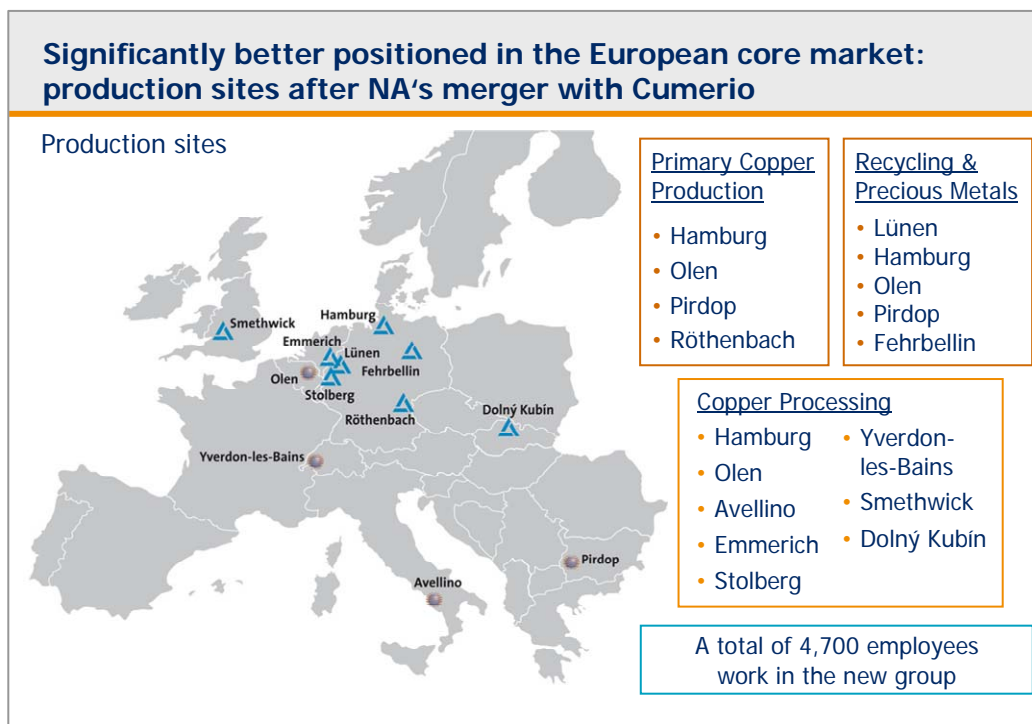 Significantly better positioned in the European core market:
production sites after NA‘s merger with Cumerio
Production sites
Smethwick
Hamburg
Emmerich
Lünen
Fehrbellin
Olen
Stolberg
Röthenbach
Dolný Kubín
Yverdon-les-Bains
Pirdop
Avellino
Primary Copper
Production
• Hamburg
• Olen
• Pirdop
• Röthenbach
Recycling &
Precious Metals
• Lünen
• Hamburg
• Olen
• Pirdop
• Fehrbellin
Copper Processing
• Hamburg
• Olen
• Avellino
• Emmerich
• Stolberg
• Yverdon-
les-Bains
• Smethwick
• Dolný Kubín
A total of 4,700 employees
work in the new group